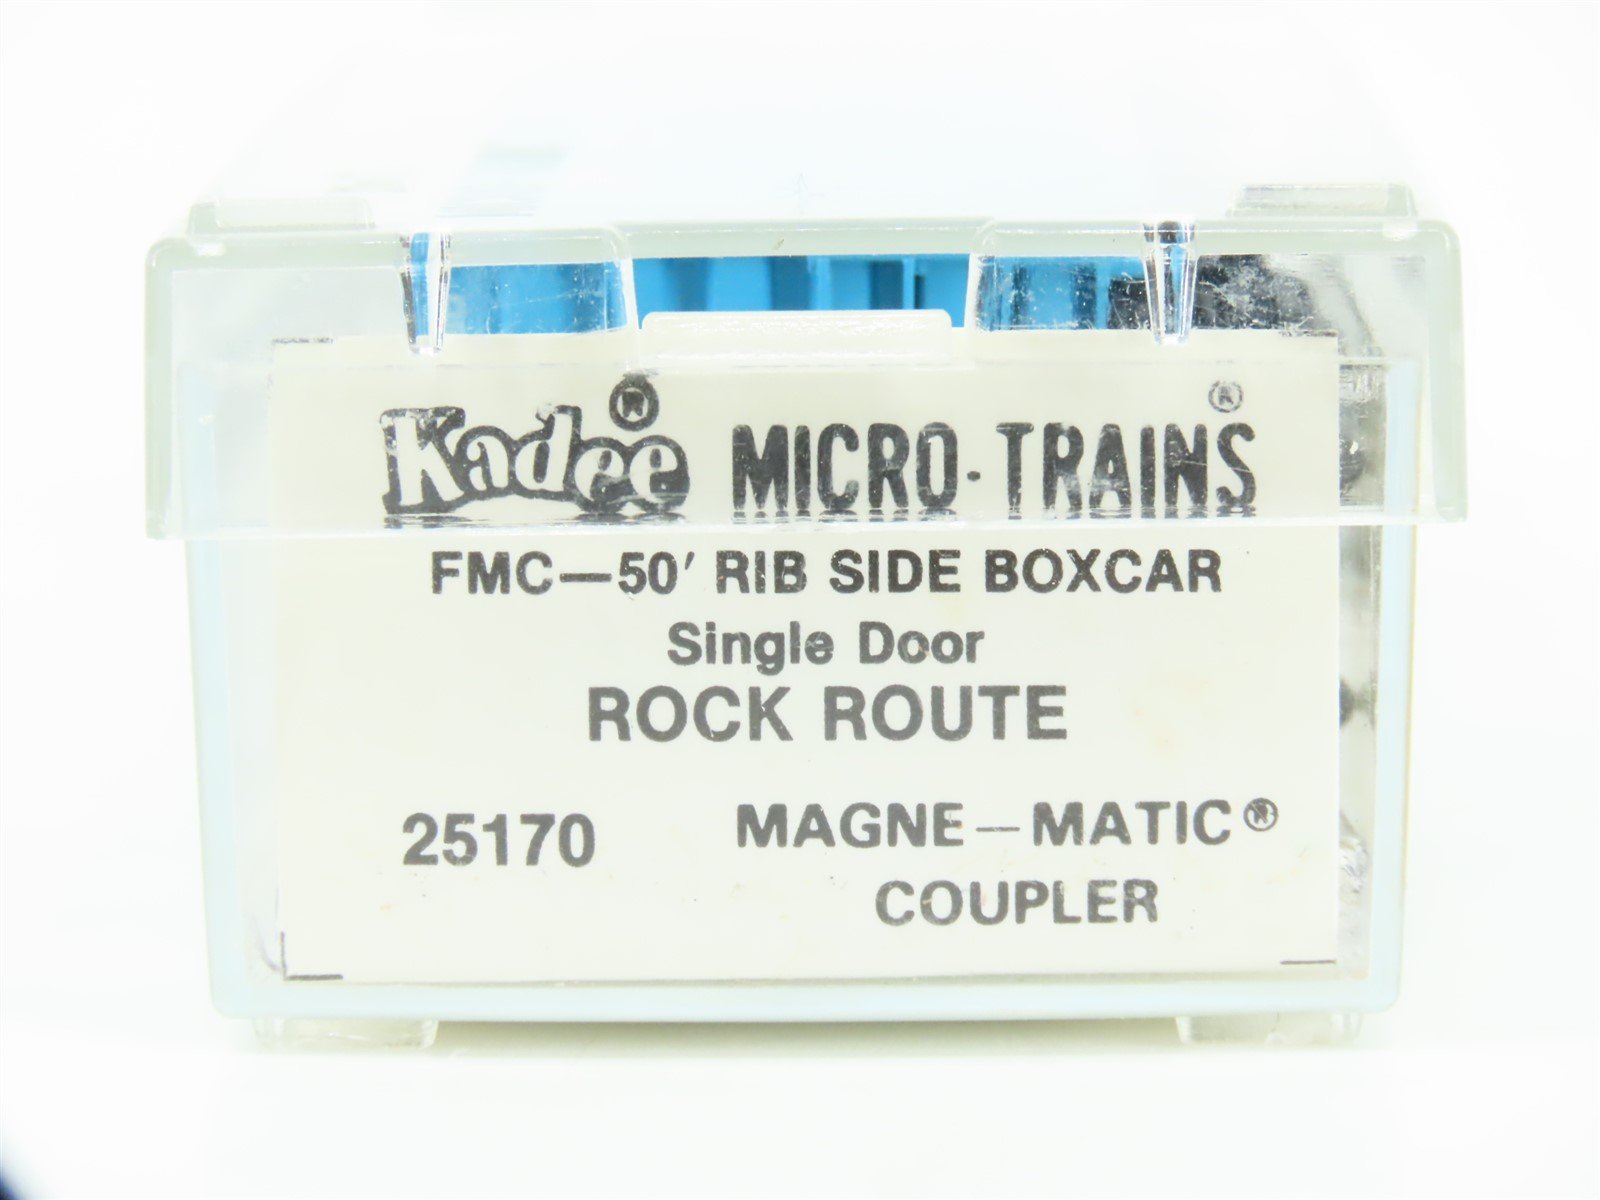 Kadee® MICRO-TRAINS®
FMC—50' RIB SIDE BOXCAR
Single Door
ROCK ROUTE
25170
MAGNE—MATIC®
COUPLER